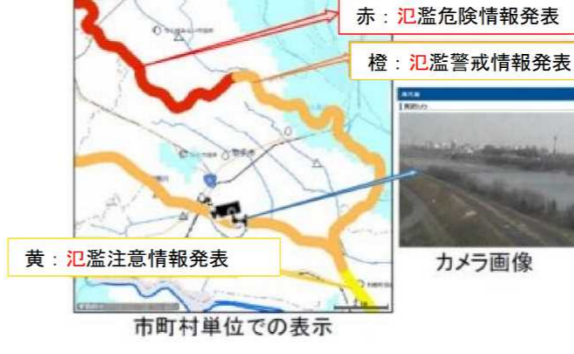 赤：氾濫危険情報発表
橙：氾濫警戒情報発表
黄：氾濫注意情報発表
カメラ画像
市町村単位での表示